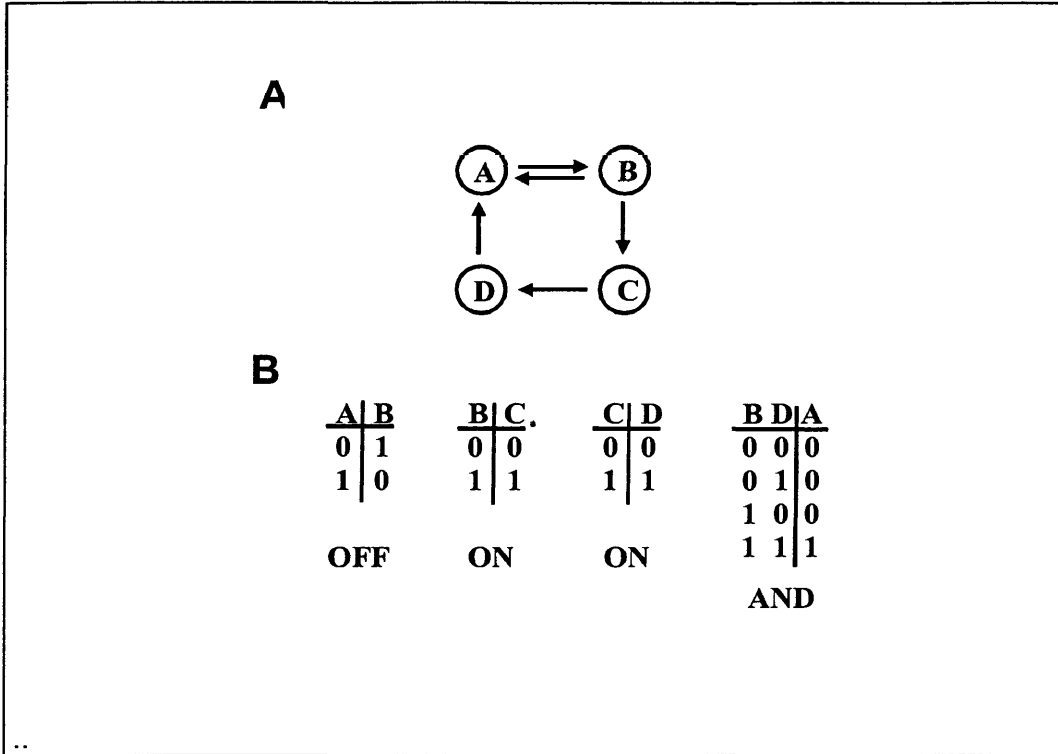 A
A B
D C
B
A B B C. C D B D A
0 1 0 0 0 0 0 0 0
1 0 1 1 1 1 0 1 0
1 0 0
1 1 1
OFF ON ON
AND
..